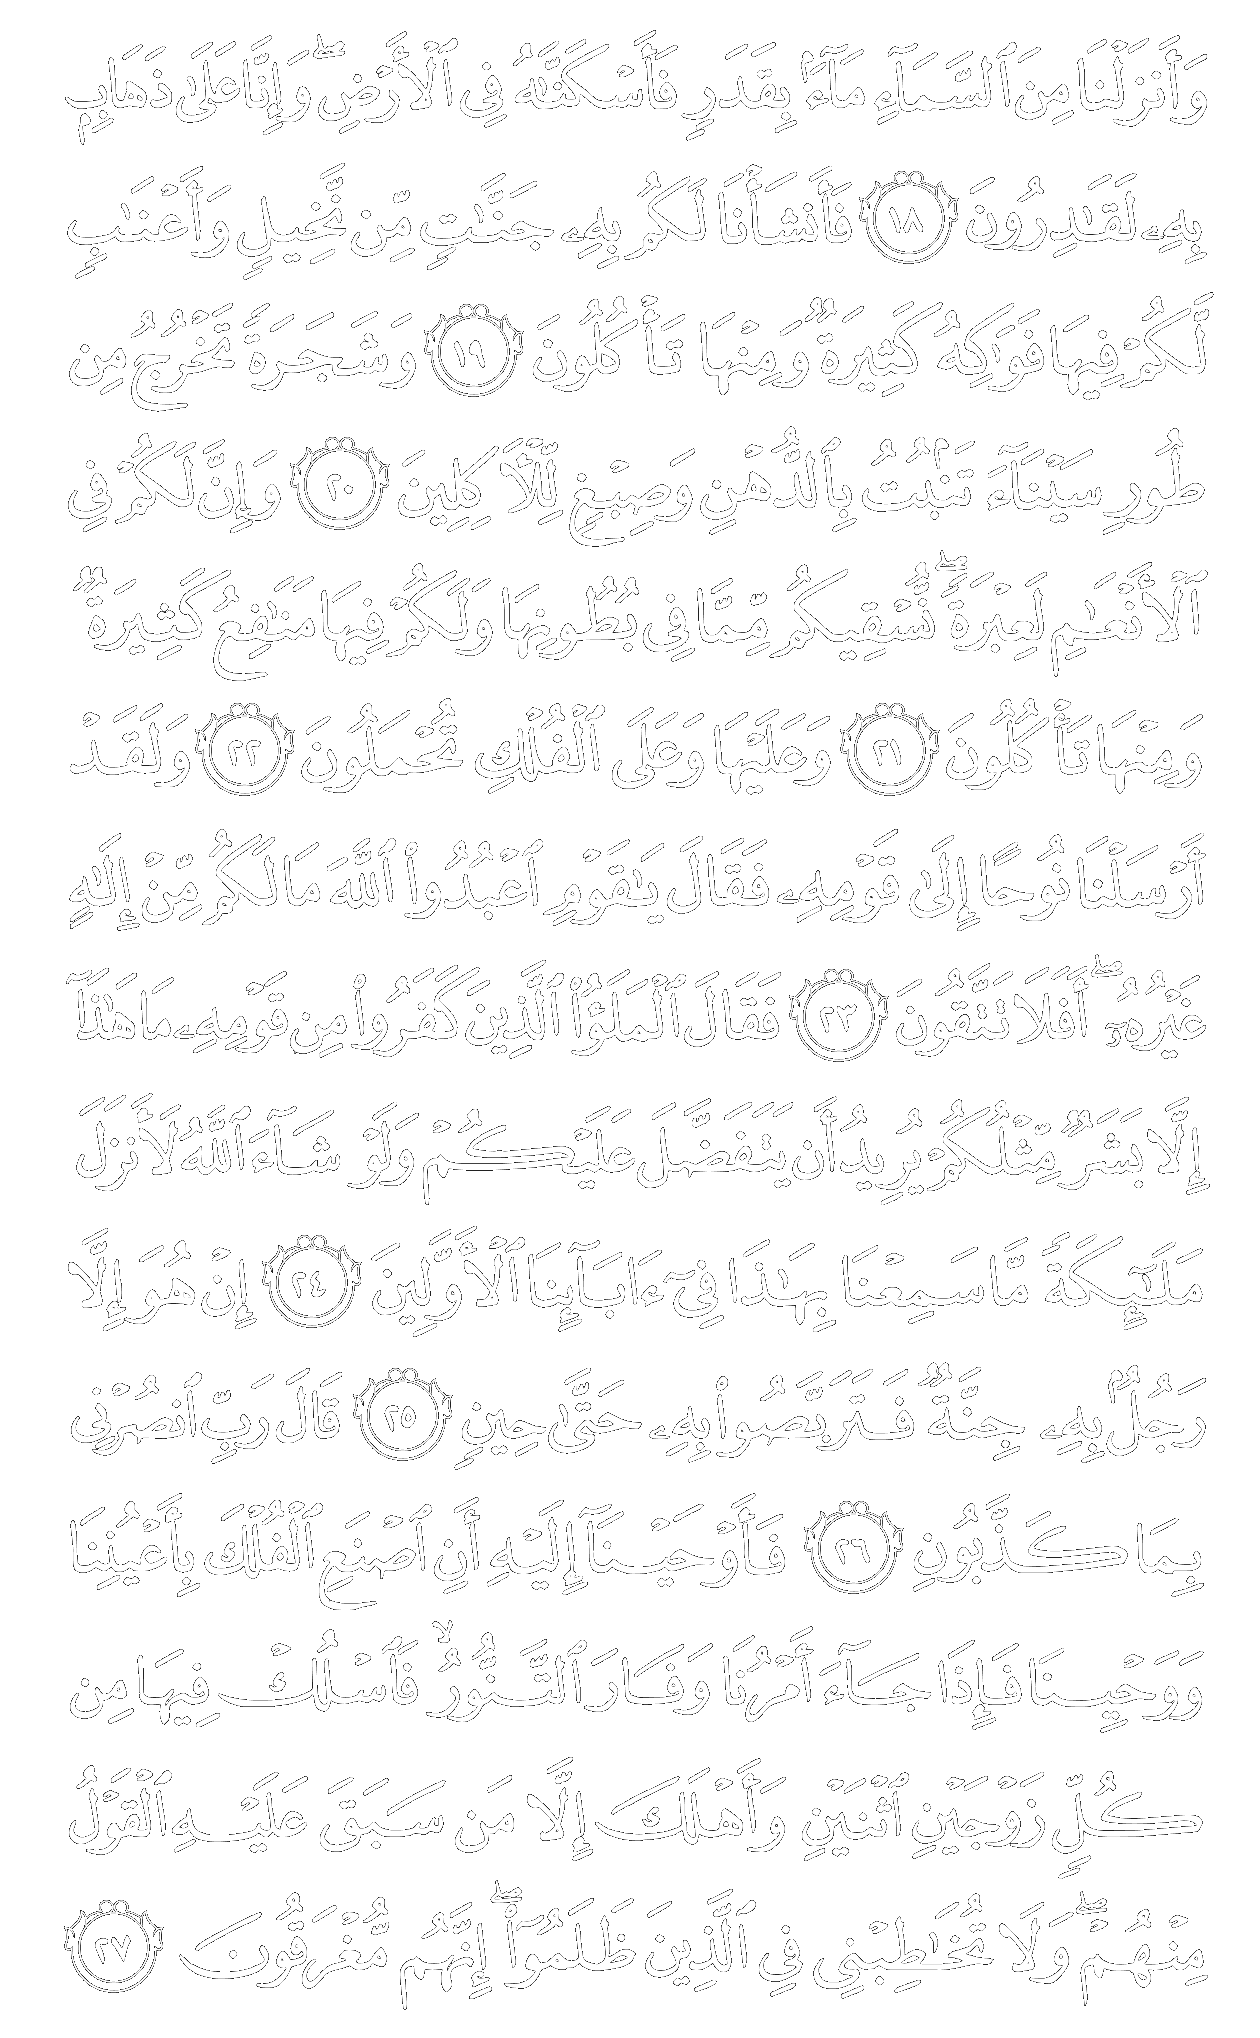 وَأَنزَلْنَا مِنَ ٱلسَّمَآءِ مَآءًۢ بِقَدَرٍ فَأَسْكَنَّٰهُ فِى ٱلْأَرْضِ ۖ وَإِنَّا عَلَىٰ ذَهَابٍۭ
بِهِۦ لَقَٰدِرُونَ ١٨ فَأَنشَأْنَا لَكُم بِهِۦ جَنَّٰتٍ مِّن نَّخِيلٍ وَأَعْنَٰبٍ
لَّكُمْ فِيهَا فَوَٰكِهُ كَثِيرَةٌ وَمِنْهَا تَأْكُلُونَ ١٩ وَشَجَرَةً تَخْرُجُ مِن
طُورِ سَيْنَآءَ تَنۢبُتُ بِٱلدُّهْنِ وَصِبْغٍ لِّلْءَاكِلِينَ ٢٠ وَإِنَّ لَكُمْ فِى
ٱلْأَنْعَٰمِ لَعِبْرَةً ۖ نُّسْقِيكُم مِّمَّا فِى بُطُونِهَا وَلَكُمْ فِيهَا مَنَٰفِعُ كَثِيرَةٌ
وَمِنْهَا تَأْكُلُونَ ٢١ وَعَلَيْهَا وَعَلَى ٱلْفُلْكِ تُحْمَلُونَ ٢٢ وَلَقَدْ
أَرْسَلْنَا نُوحًا إِلَىٰ قَوْمِهِۦ فَقَالَ يَٰقَوْمِ ٱعْبُدُوا۟ ٱللَّهَ مَا لَكُم مِّنْ إِلَٰهٍ
غَيْرُهُۥٓ ۖ أَفَلَا تَتَّقُونَ ٢٣ فَقَالَ ٱلْمَلَؤُا۟ ٱلَّذِينَ كَفَرُوا۟ مِن قَوْمِهِۦ مَا هَٰذَآ
إِلَّا بَشَرٌ مِّثْلُكُمْ يُرِيدُ أَن يَتَفَضَّلَ عَلَيْكُمْ وَلَوْ شَآءَ ٱللَّهُ لَأَنزَلَ
مَلَٰٓئِكَةً مَّا سَمِعْنَا بِهَٰذَا فِىٓ ءَابَآئِنَا ٱلْأَوَّلِينَ ٢٤ إِنْ هُوَ إِلَّا
رَجُلٌۢ بِهِۦ جِنَّةٌ فَتَرَبَّصُوا۟ بِهِۦ حَتَّىٰ حِينٍ ٢٥ قَالَ رَبِّ ٱنصُرْنِى
بِمَا كَذَّبُونِ ٢٦ فَأَوْحَيْنَآ إِلَيْهِ أَنِ ٱصْنَعِ ٱلْفُلْكَ بِأَعْيُنِنَا
وَوَحْيِنَا فَإِذَا جَآءَ أَمْرُنَا وَفَارَ ٱلتَّنُّورُ ۙ فَٱسْلُكْ فِيهَا مِن
كُلٍّ زَوْجَيْنِ ٱثْنَيْنِ وَأَهْلَكَ إِلَّا مَن سَبَقَ عَلَيْهِ ٱلْقَوْلُ
مِنْهُمْ ۖ وَلَا تُخَٰطِبْنِى فِى ٱلَّذِينَ ظَلَمُوٓا۟ ۖ إِنَّهُم مُّغْرَقُونَ ٢٧